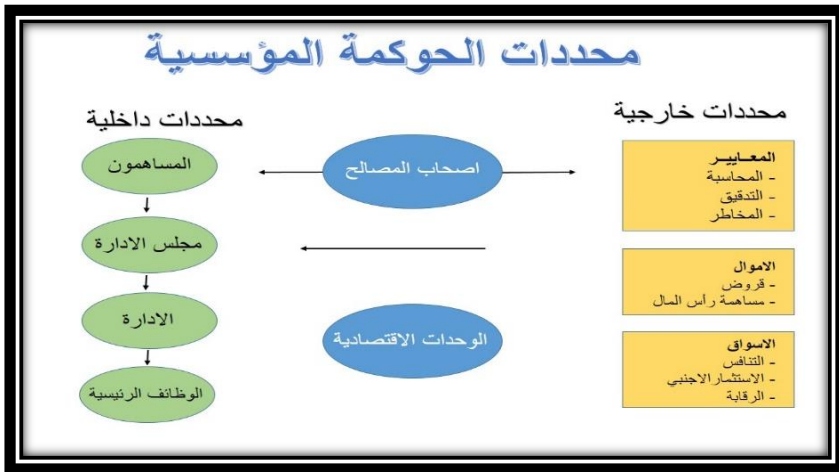 محددات الحوكمة المؤسسية
محددات خارجية
المعايير
- المحاسبة
- التدقيق
- المخاطر
الاموال
- قروض
- مساهمة رأس المال
الاسواق
- التنافس
- الاستثمار الاجنبي
- الرقابة
اصحاب المصالح
الوحدات الاقتصادية
محددات داخلية
المساهمون
مجلس الادارة
الادارة
الوظائف الرئيسية